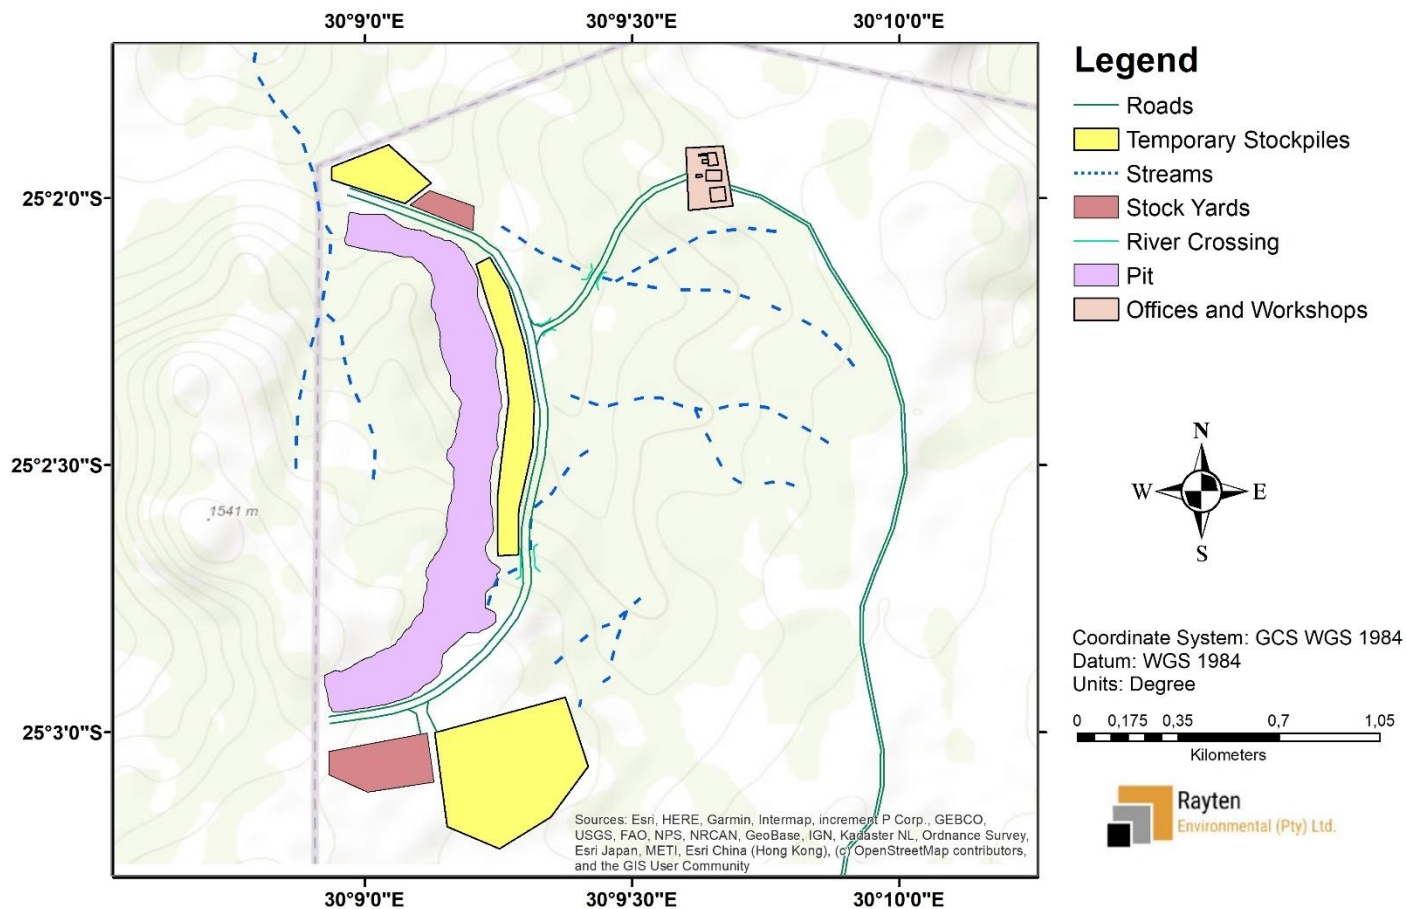 30°9'0"E 30°9'30"E 30°10'0"E
25°2'0"S
25°2'30"S
25°3'0"S
1541 m
Sources: Esri, HERE, Garmin, Intermap, increment P Corp., GEBCO,
USGS, FAO, NPS, NRCAN, GeoBase, IGN, Kadaster NL, Ordnance Survey,
Esri Japan, METI, Esri China (Hong Kong), (c) OpenStreetMap contributors,
and the GIS User Community
30°9'0"E 30°9'30"E 30°10'0"E
Legend
Roads
Temporary Stockpiles
Streams
Stock Yards
River Crossing
Pit
Offices and Workshops
N
W E
S
Coordinate System: GCS WGS 1984
Datum: WGS 1984
Units: Degree
0 0,175 0,35 0,7 1,05
Kilometers
Rayten
Environmental (Pty) Ltd.